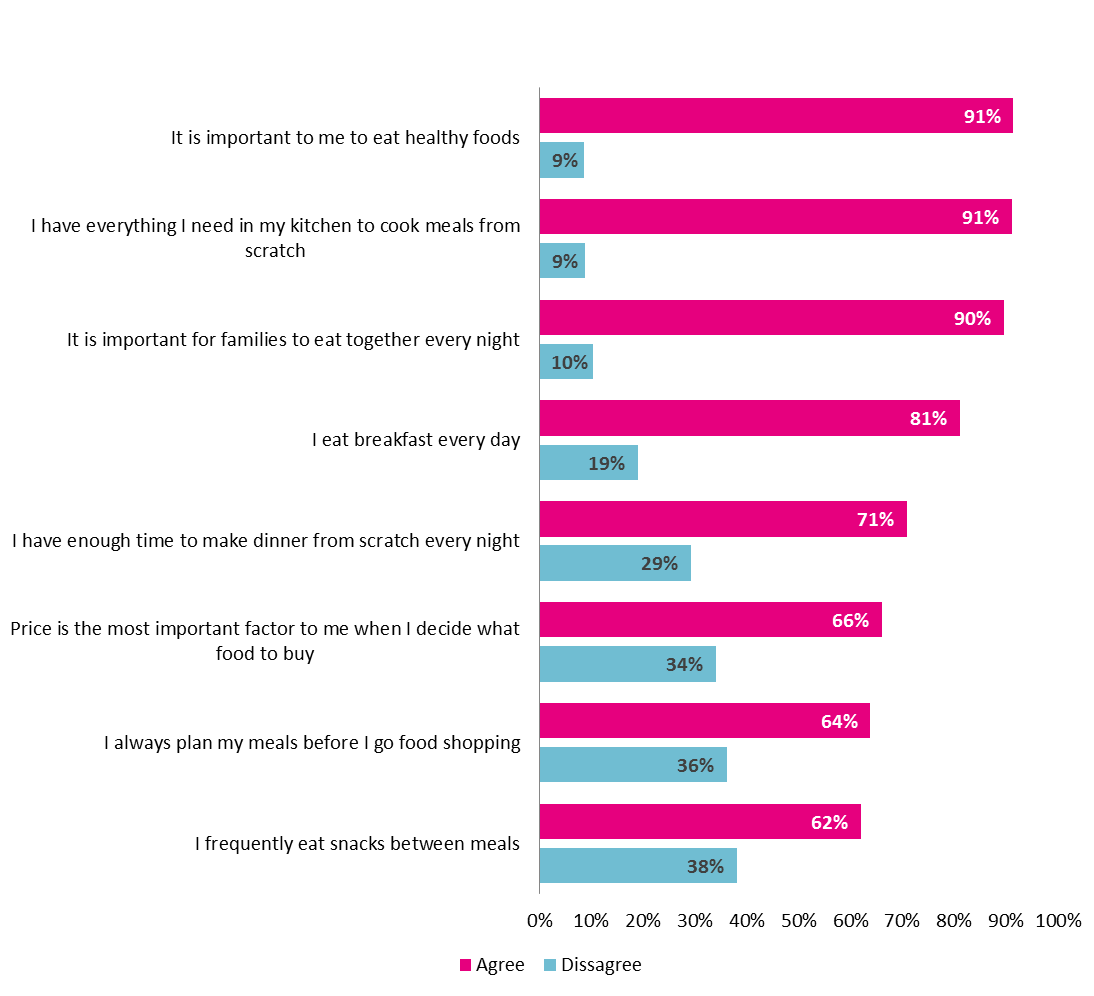 It is important to me to eat healthy foods
91%
9%
I have everything I need in my kitchen to cook meals from
scratch
91%
9%
It is important for families to eat together every night
90%
10%
I eat breakfast every day
81%
19%
I have enough time to make dinner from scratch every night
71%
29%
Price is the most important factor to me when I decide what
food to buy
66%
34%
I always plan my meals before I go food shopping
64%
36%
I frequently eat snacks between meals
62%
38%
0% 10% 20% 30% 40% 50% 60% 70% 80% 90% 100%
Agree Dissagree